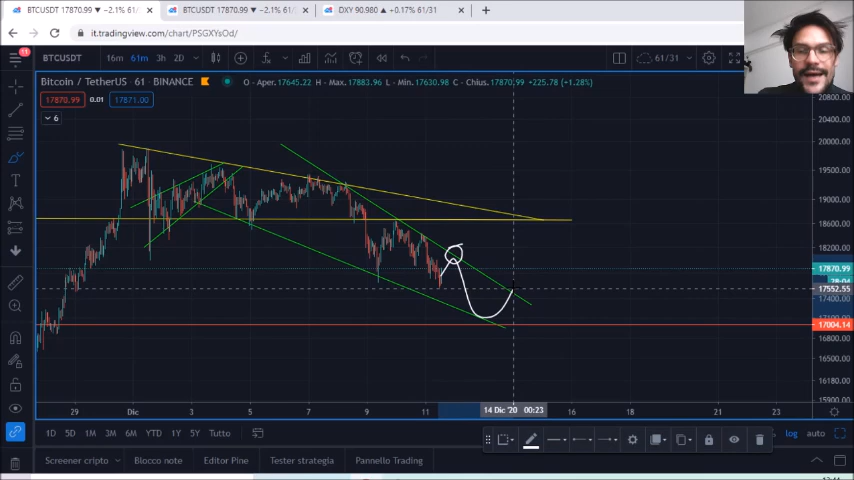 BTCUSDT 17870.99 ▼ −2.1% 61/
BTCUSDT 17870.99 ▼ −2.1% 61/
DXY 90.980 ▲ +0.17% 61/31
it.tradingview.com/chart/PSGXYsOd/
11
BTCUSDT 16m 61m 3h 2D 61/31
Bitcoin / TetherUS · 61 · BINANCE O - Aper. 17645.22 H - Max. 17883.96 L - Min. 17630.98 C - Chius. 17870.99 +225.78 (+1.28%)
17870.99 0.01 17871.00
6
20800.00
20000.00
19500.00
19000.00
18600.00
18200.00
17870.99
28:04
17552.55
17400.00
17004.14
16800.00
16500.00
16180.00
15900.00
29 Dic 3 5 7 9 11 14 Dic '20 00:23 16 18 21 23
1D 5D 1M 3M 6M YTD 1Y 5Y Tutto log auto
Screener cripto Blocco note Editor Pine Tester strategia Pannello Trading